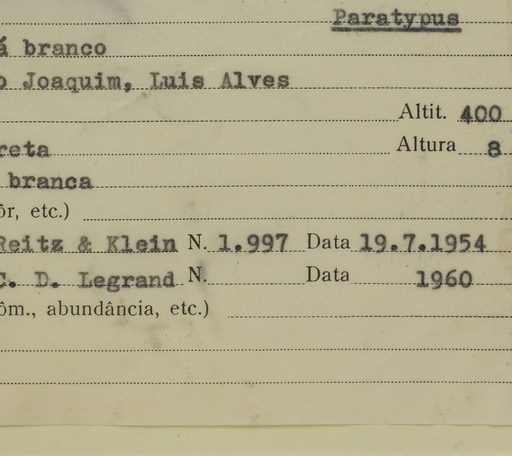 Paratypus
á branco
o Joaquim, Luis Alves
Altit. 400
reta Altura 8
branca
ôr, etc.)
Reitz & Klein N. 1.997 Data 19.7.1954
C. D. Legrand N. Data 1960
ôm., abundância, etc.)